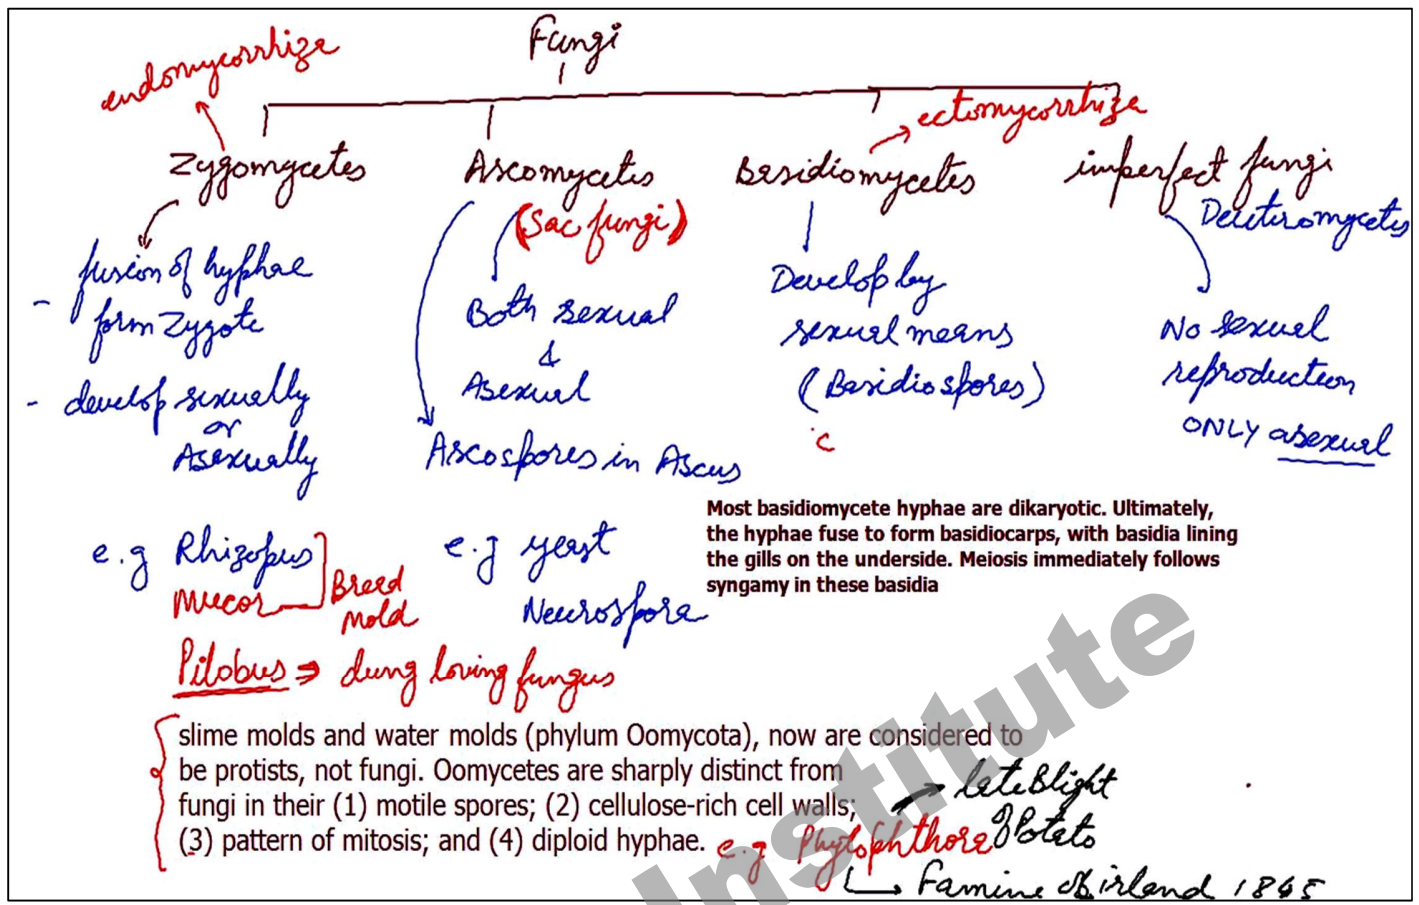 Fungi
endomycorrhiza
ectomycorrhiza
Zygomycetes
Ascomycetes
Basidiomycetes
imperfect fungi
(Sac fungi)
Deuteromycetes
- fusion of hyphae
form Zygote
- develop sexually
or
Asexually
Both sexual
&
Asexual
Ascospores in Ascus
Develop by
sexual means
(Basidiospores)
c
No sexual
reproduction
ONLY asexual
e.g Rhizopus
Mucor
Bread
mold
e.g yeast
Neurospora
Most basidiomycete hyphae are dikaryotic. Ultimately,
the hyphae fuse to form basidiocarps, with basidia lining
the gills on the underside. Meiosis immediately follows
syngamy in these basidia
Pilobus ⇒ dung loving fungus
slime molds and water molds (phylum Oomycota), now are considered to
be protists, not fungi. Oomycetes are sharply distinct from
fungi in their (1) motile spores; (2) cellulose-rich cell walls;
(3) pattern of mitosis; and (4) diploid hyphae.
e.g Phytophthora
late Blight
of Potato
Famine of irland 1845
Institute